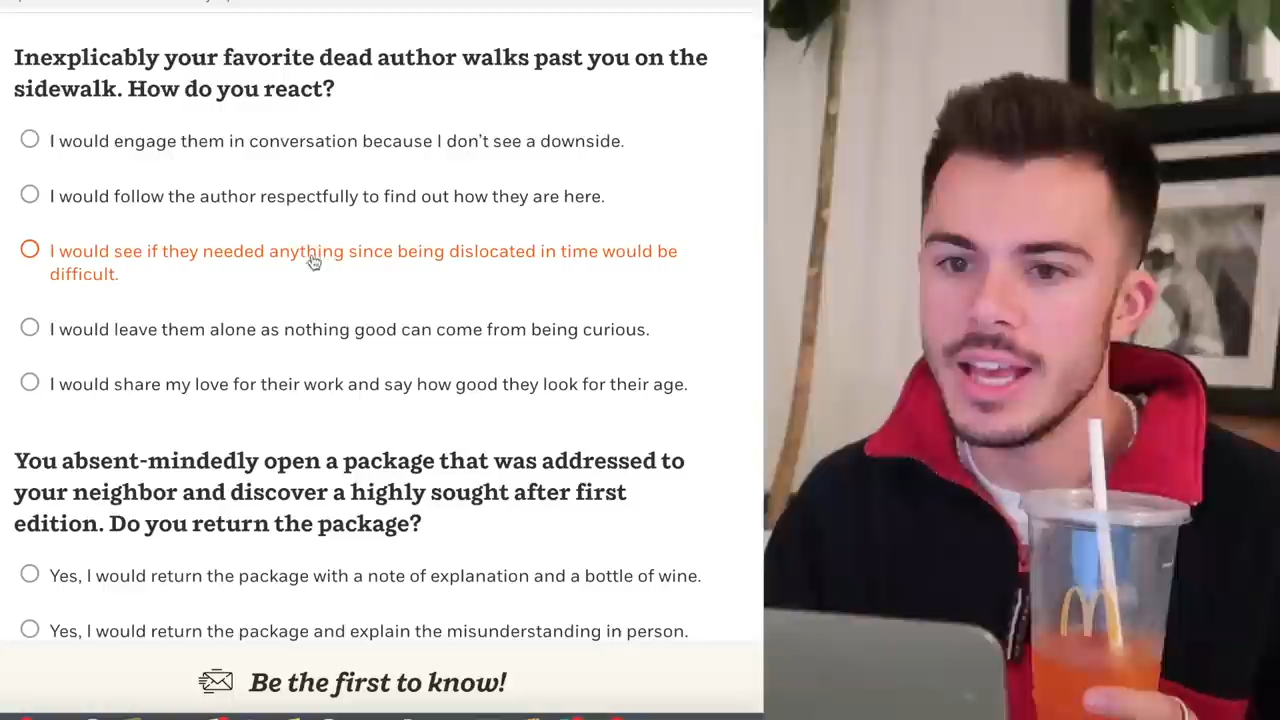 Inexplicably your favorite dead author walks past you on the
sidewalk. How do you react?
I would engage them in conversation because I don't see a downside.
I would follow the author respectfully to find out how they are here.
I would see if they needed anything since being dislocated in time would be
difficult.
I would leave them alone as nothing good can come from being curious.
I would share my love for their work and say how good they look for their age.
You absent-mindedly open a package that was addressed to
your neighbor and discover a highly sought after first
edition. Do you return the package?
Yes, I would return the package with a note of explanation and a bottle of wine.
Yes, I would return the package and explain the misunderstanding in person.
Be the first to know!